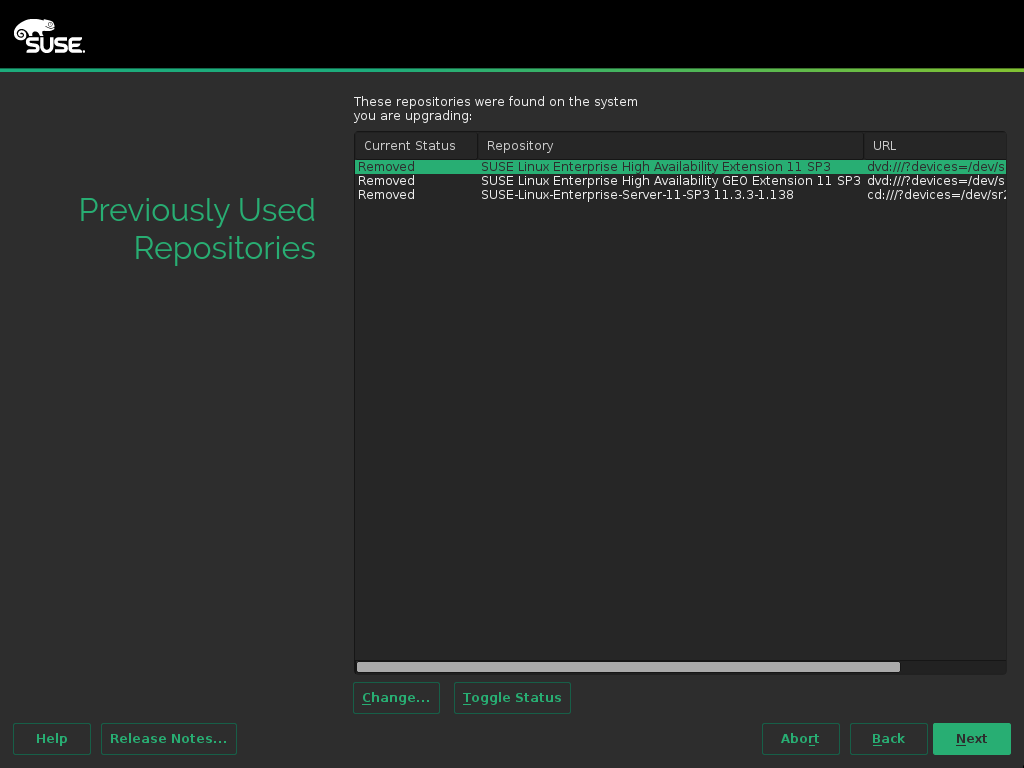 SUSE.
These repositories were found on the system
you are upgrading:
Current Status Repository URL
Removed SUSE Linux Enterprise High Availability Extension 11 SP3 dvd:///?devices=/dev/s
Removed SUSE Linux Enterprise High Availability GEO Extension 11 SP3 dvd:///?devices=/dev/s
Removed SUSE-Linux-Enterprise-Server-11-SP3 11.3.3-1.138 cd:///?devices=/dev/sr
Previously Used
Repositories
Change... Toggle Status
Help Release Notes... Abort Back Next